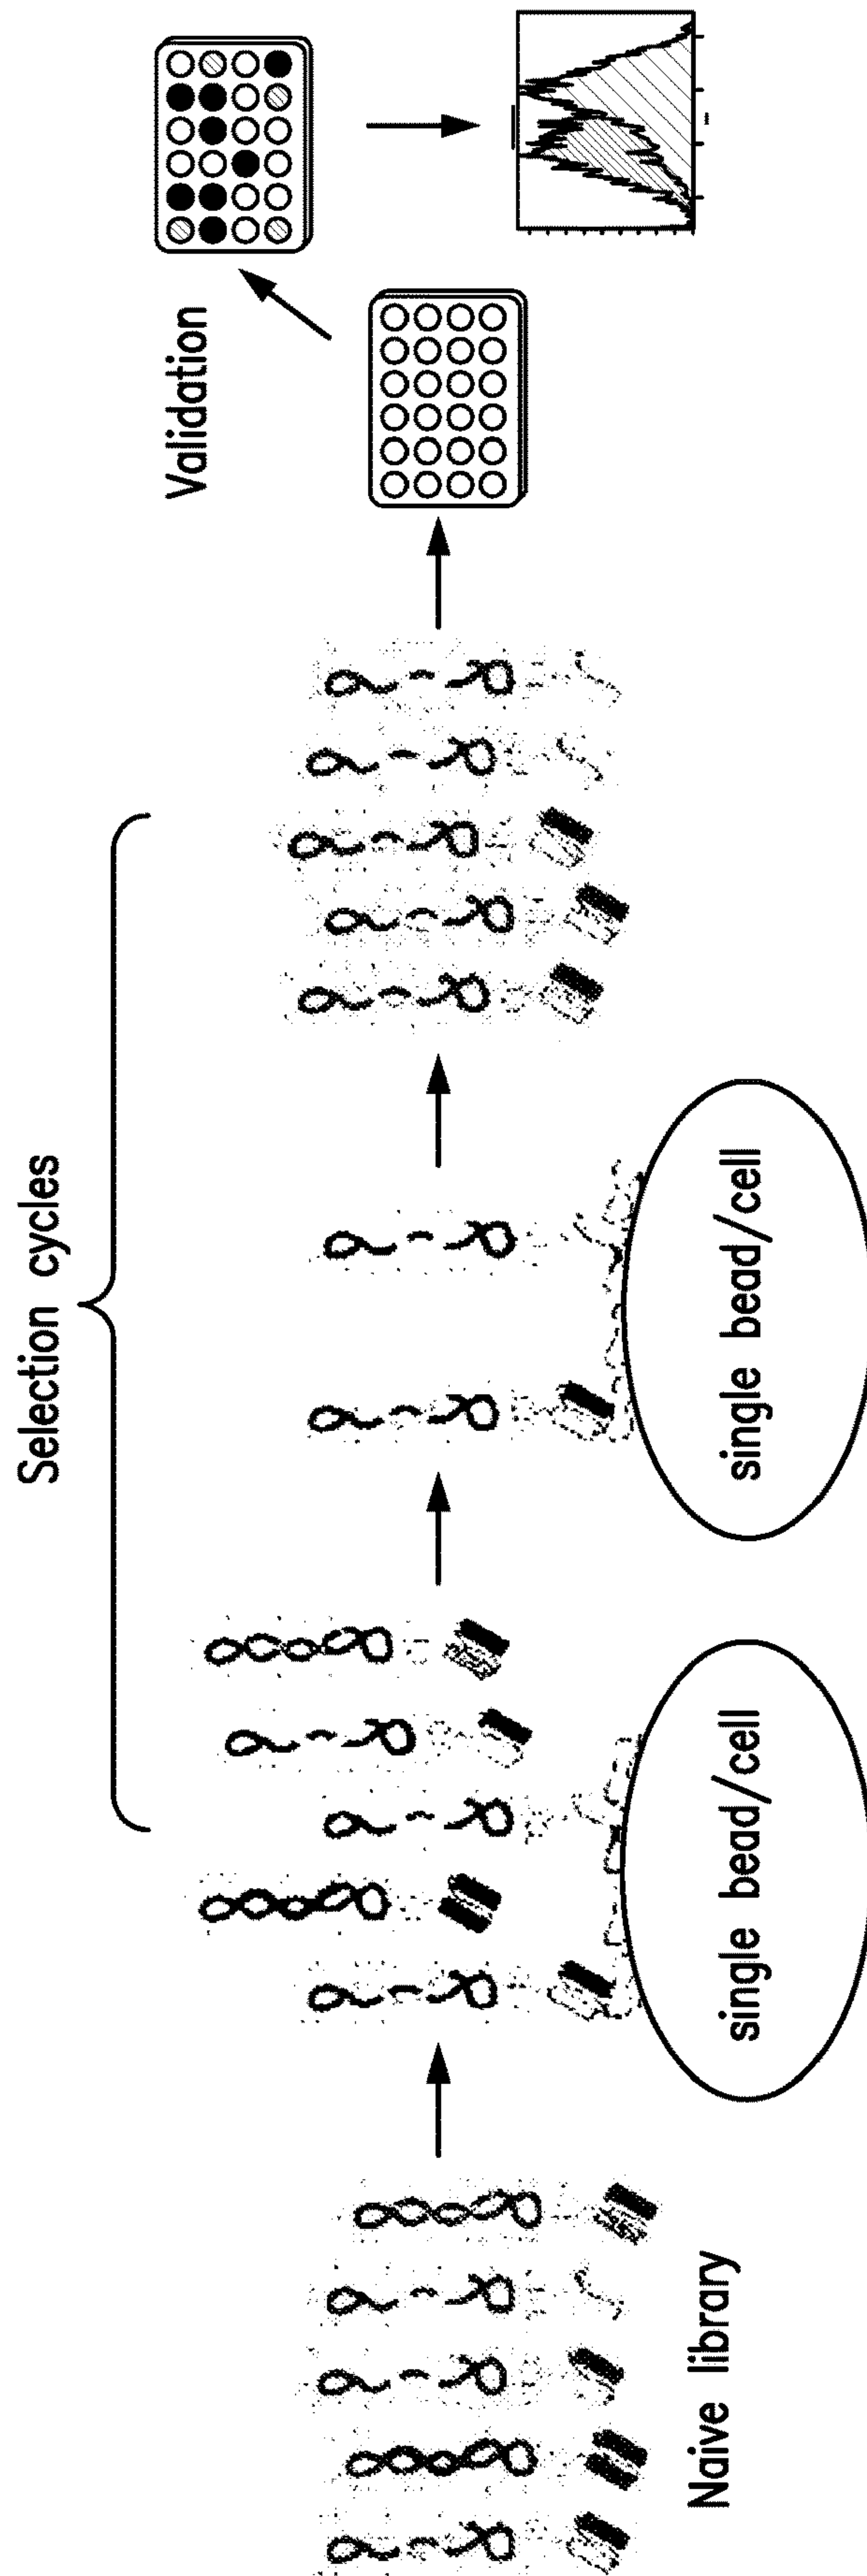 Selection cycles
Naive library
single bead/cell
single bead/cell
Validation